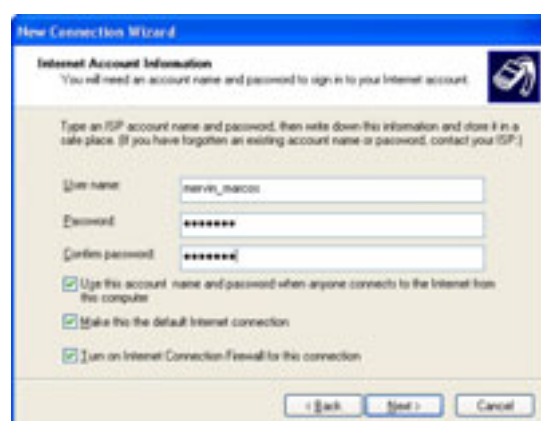 New Connection Wizard
Internet Account Information
You will need an account name and password to sign in to your Internet account.
Type an ISP account name and password, then write down this information and store it in a
safe place. (If you have forgotten an existing account name or password, contact your ISP.)
User name:
mervin_marcos
Password:
•••••••
Confirm password:
•••••••
Use this account name and password when anyone connects to the Internet from
this computer
Make this the default Internet connection
Turn on Internet Connection Firewall for this connection
< Back
Next >
Cancel